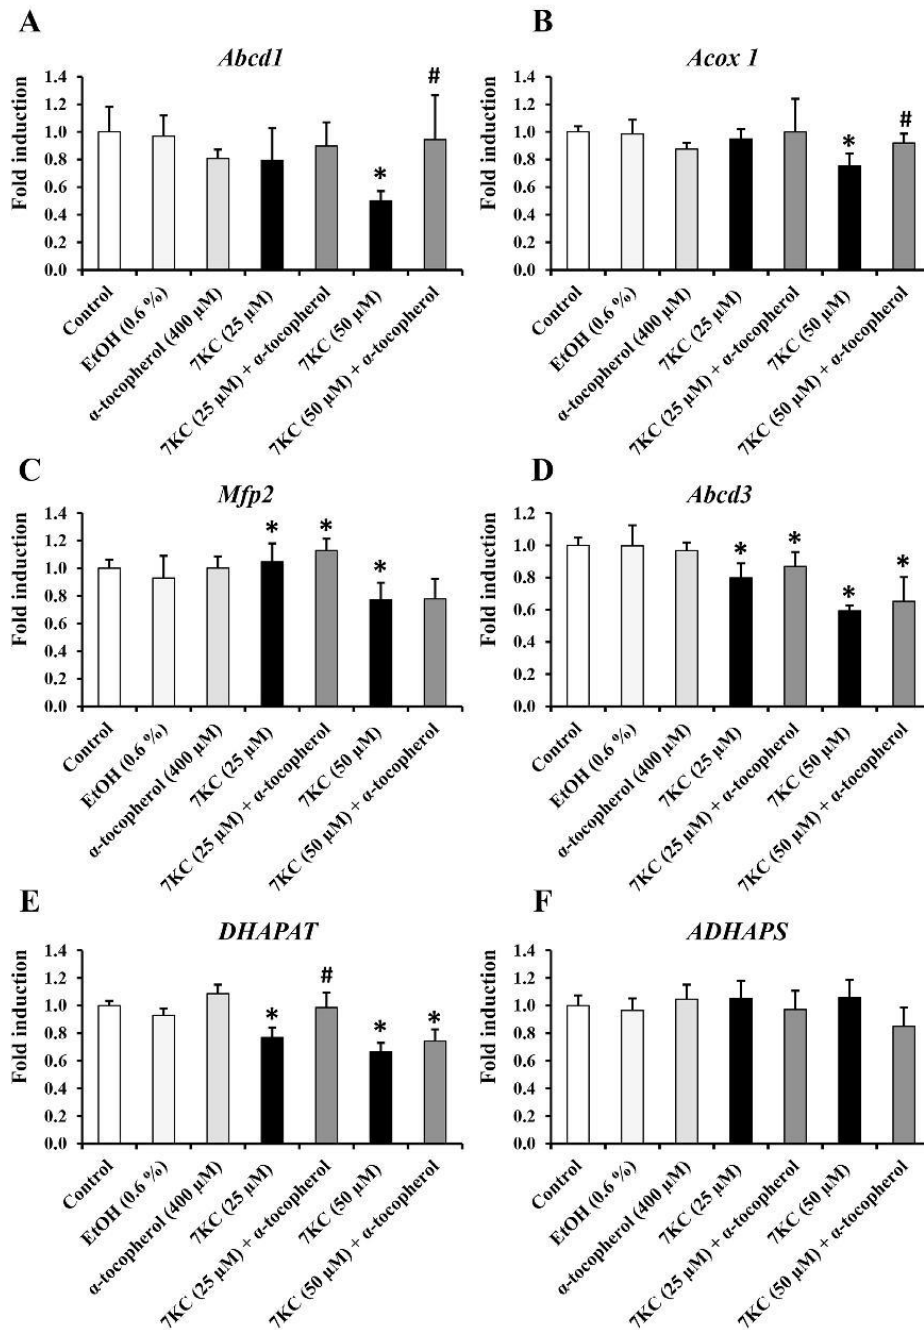 A
Abcd1
Fold induction
1.4
1.2
1.0
0.8
0.6
0.4
0.2
0.0
#
*
Control
EtOH (0.6 %)
α-tocopherol (400 µM)
7KC (25 µM)
7KC (25 µM) + α-tocopherol
7KC (50 µM)
7KC (50 µM) + α-tocopherol
B
Acox 1
Fold induction
1.4
1.2
1.0
0.8
0.6
0.4
0.2
0.0
*
#
Control
EtOH (0.6 %)
α-tocopherol (400 µM)
7KC (25 µM)
7KC (25 µM) + α-tocopherol
7KC (50 µM)
7KC (50 µM) + α-tocopherol
C
Mfp2
Fold induction
1.4
1.2
1.0
0.8
0.6
0.4
0.2
0.0
*
*
*
Control
EtOH (0.6 %)
α-tocopherol (400 µM)
7KC (25 µM)
7KC (25 µM) + α-tocopherol
7KC (50 µM)
7KC (50 µM) + α-tocopherol
D
Abcd3
Fold induction
1.2
1.0
0.8
0.6
0.4
0.2
0.0
*
*
*
*
Control
EtOH (0.6 %)
α-tocopherol (400 µM)
7KC (25 µM)
7KC (25 µM) + α-tocopherol
7KC (50 µM)
7KC (50 µM) + α-tocopherol
E
DHAPAT
Fold induction
1.4
1.2
1.0
0.8
0.6
0.4
0.2
0.0
*
#
*
*
Control
EtOH (0.6 %)
α-tocopherol (400 µM)
7KC (25 µM)
7KC (25 µM) + α-tocopherol
7KC (50 µM)
7KC (50 µM) + α-tocopherol
F
ADHAPS
Fold induction
1.4
1.2
1.0
0.8
0.6
0.4
0.2
0.0
Control
EtOH (0.6 %)
α-tocopherol (400 µM)
7KC (25 µM)
7KC (25 µM) + α-tocopherol
7KC (50 µM)
7KC (50 µM) + α-tocopherol